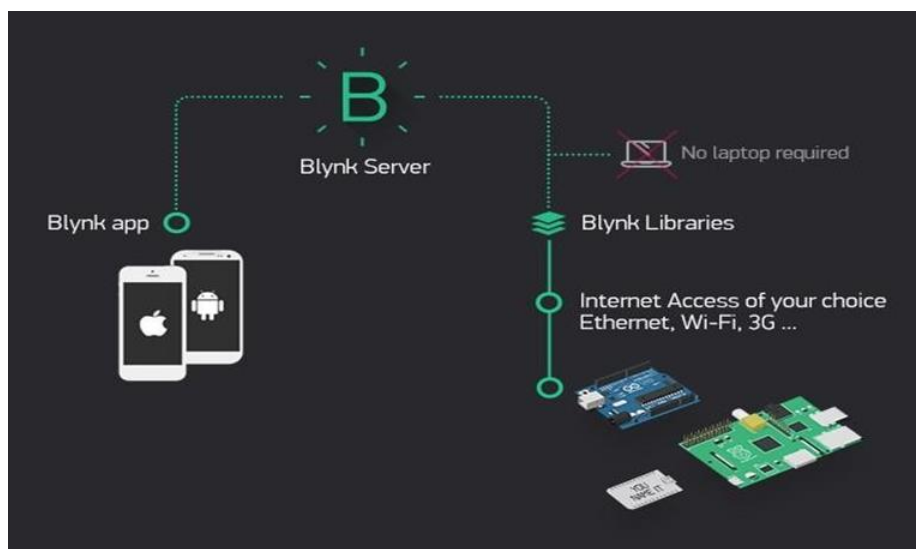 B
Blynk Server
No laptop required
Blynk app
Blynk Libraries
Internet Access of your choice
Ethernet, Wi-Fi, 3G ...
YOU
NAME IT